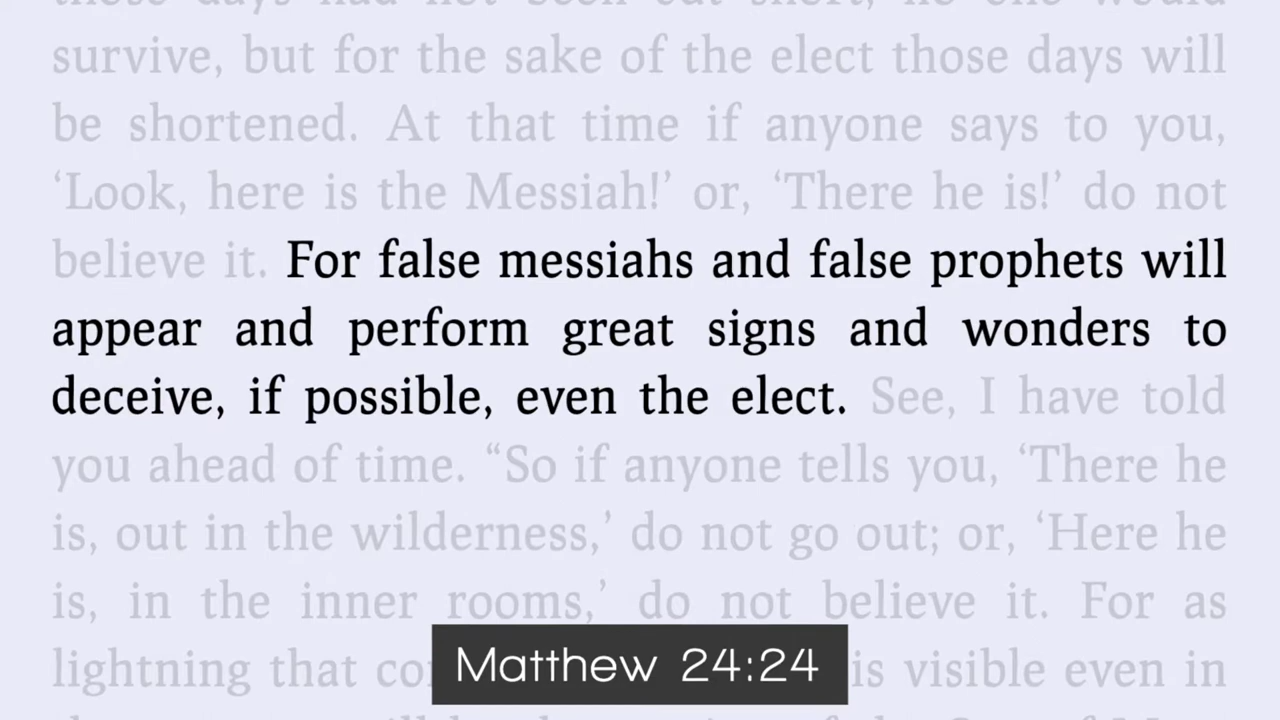 survive, but for the sake of the elect those days will
be shortened. At that time if anyone says to you,
‘Look, here is the Messiah!’ or, ‘There he is!’ do not
believe it. For false messiahs and false prophets will
appear and perform great signs and wonders to
deceive, if possible, even the elect. See, I have told
you ahead of time. “So if anyone tells you, ‘There he
is, out in the wilderness,’ do not go out; or, ‘Here he
is, in the inner rooms,’ do not believe it. For as
lightning that is visible even in
Matthew 24:24